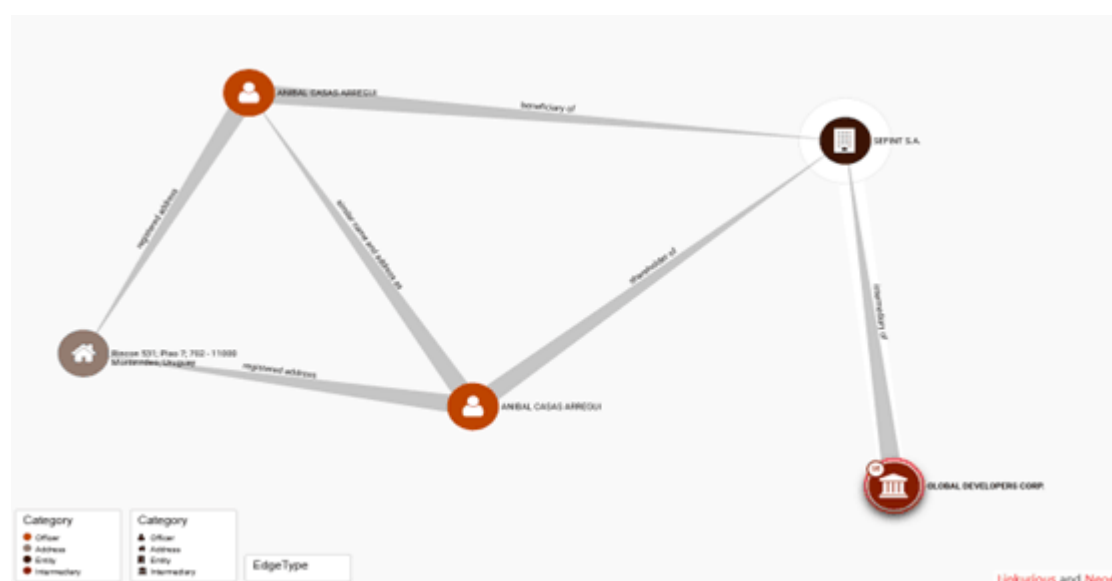 ANIBAL CASAS ARREGUI
beneficiary of
SEFINT S.A.
registered address
similar name and address as
shareholder of
intermediary of
Rincon 531; Piso 7; 702 - 11000
Montevideo; Uruguay
registered address
ANIBAL CASAS ARREGUI
GLOBAL DEVELOPERS CORP.
Category
Officer
Address
Entity
Intermediary
Category
Officer
Address
Entity
Intermediary
EdgeType
Linkurious and